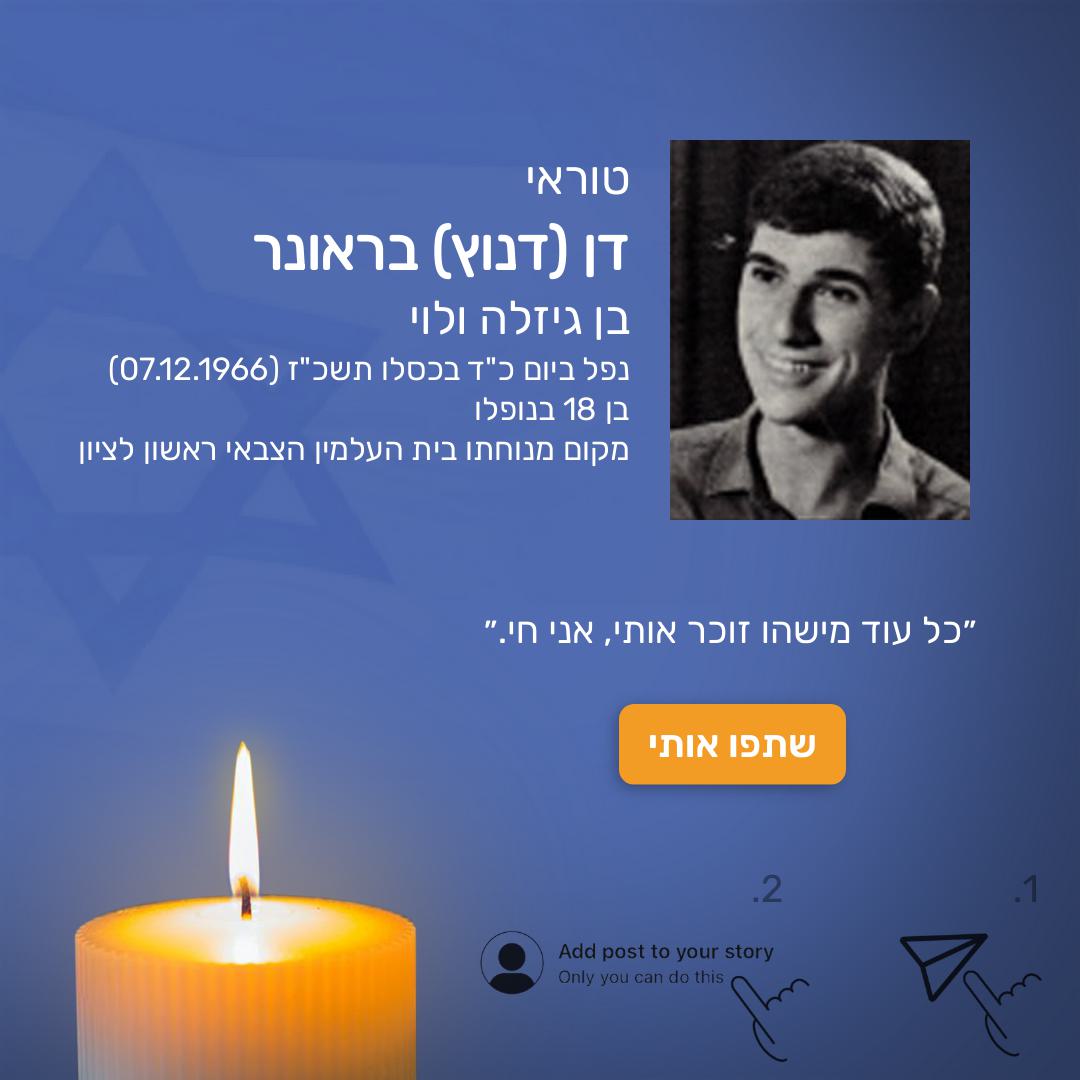 טוראי
דן (דנוץ) בראונר
בן גיזלה ולוי
נפל ביום כ"ד בכסלו תשכ"ז (07.12.1966)
בן 18 בנופלו
מקום מנוחתו בית העלמין הצבאי ראשון לציון
״כל עוד מישהו זוכר אותי, אני חי.״
שתפו אותי
.1
.2
Add post to your story
Only you can do this